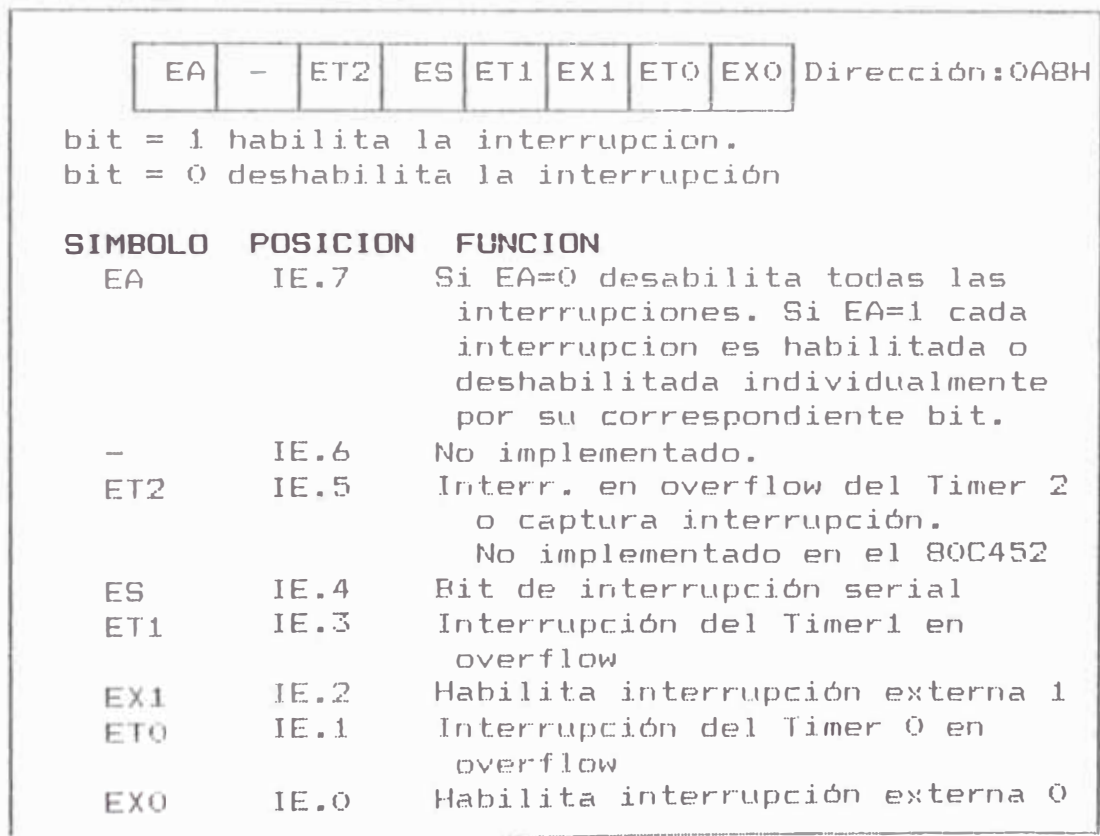 EA - ET2 ES ET1 EX1 ET0 EX0 Dirección:0A8H
bit = 1 habilita la interrupcion.
bit = 0 deshabilita la interrupción
SIMBOLO POSICION FUNCION
EA IE.7 Si EA=0 desabilita todas las
interrupciones. Si EA=1 cada
interrupcion es habilitada o
deshabilitada individualmente
por su correspondiente bit.
- IE.6 No implementado.
ET2 IE.5 Interr. en overflow del Timer 2
o captura interrupción.
No implementado en el 80C452
ES IE.4 Bit de interrupción serial
ET1 IE.3 Interrupción del Timer1 en
overflow
EX1 IE.2 Habilita interrupción externa 1
ET0 IE.1 Interrupción del Timer 0 en
overflow
EX0 IE.0 Habilita interrupción externa 0